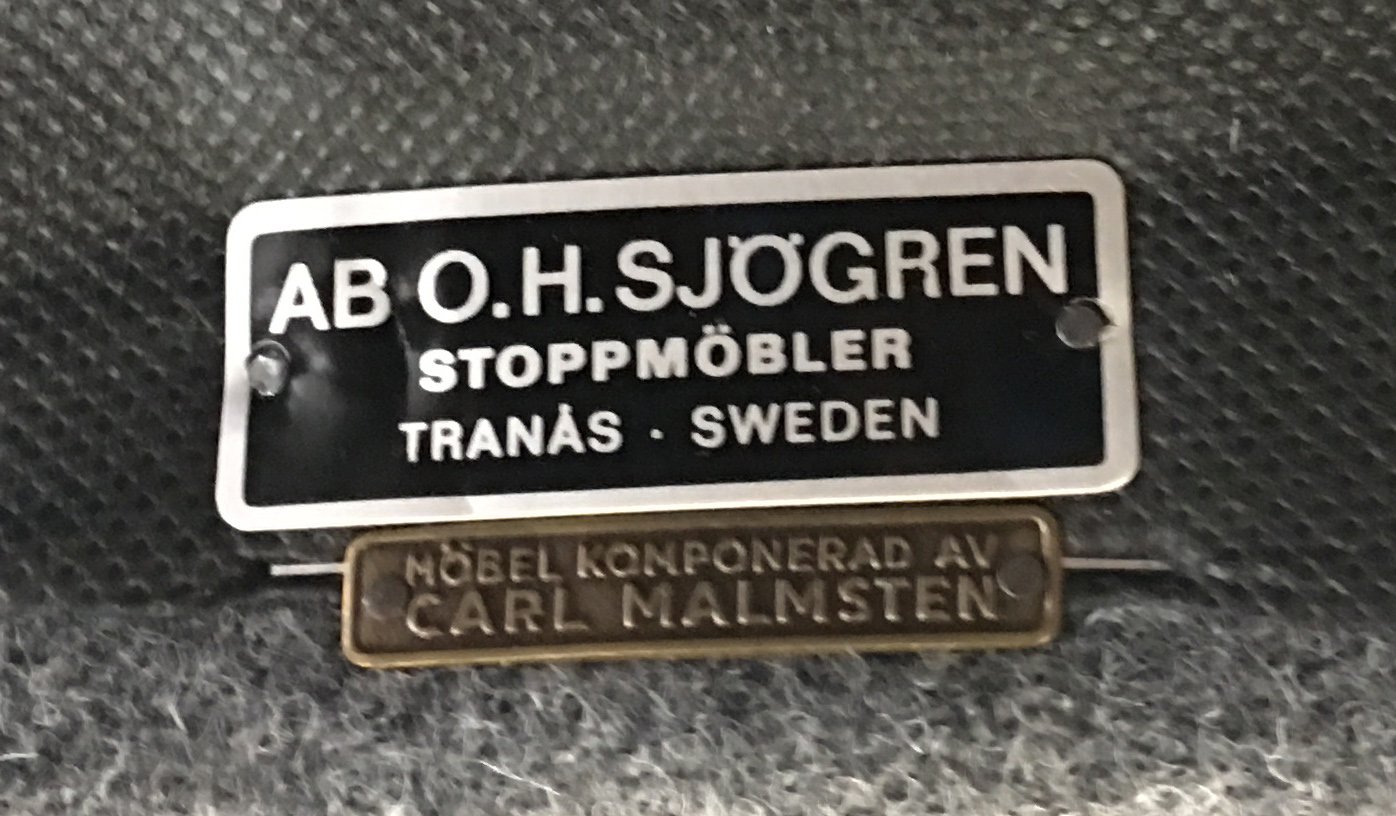 AB O.H.SJÖGREN
STOPPMÖBLER
TRANÅS · SWEDEN
MÖBEL KOMPONERAD AV
CARL MALMSTEN